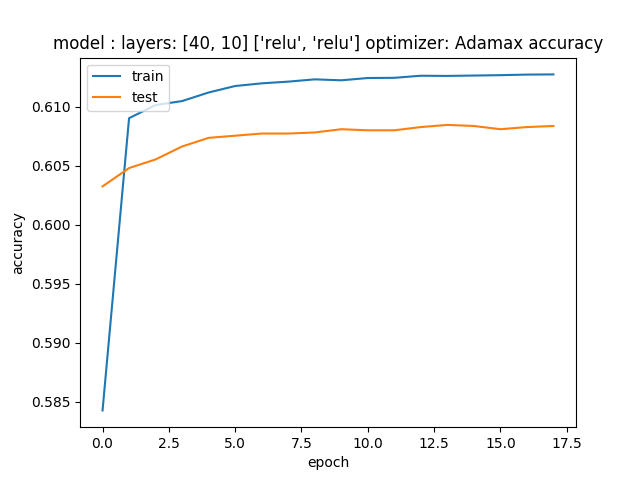 model : layers: [40, 10] ['relu', 'relu'] optimizer: Adamax accuracy
train
test
0.610
0.605
0.600
0.595
0.590
0.585
accuracy
0.0 2.5 5.0 7.5 10.0 12.5 15.0 17.5
epoch